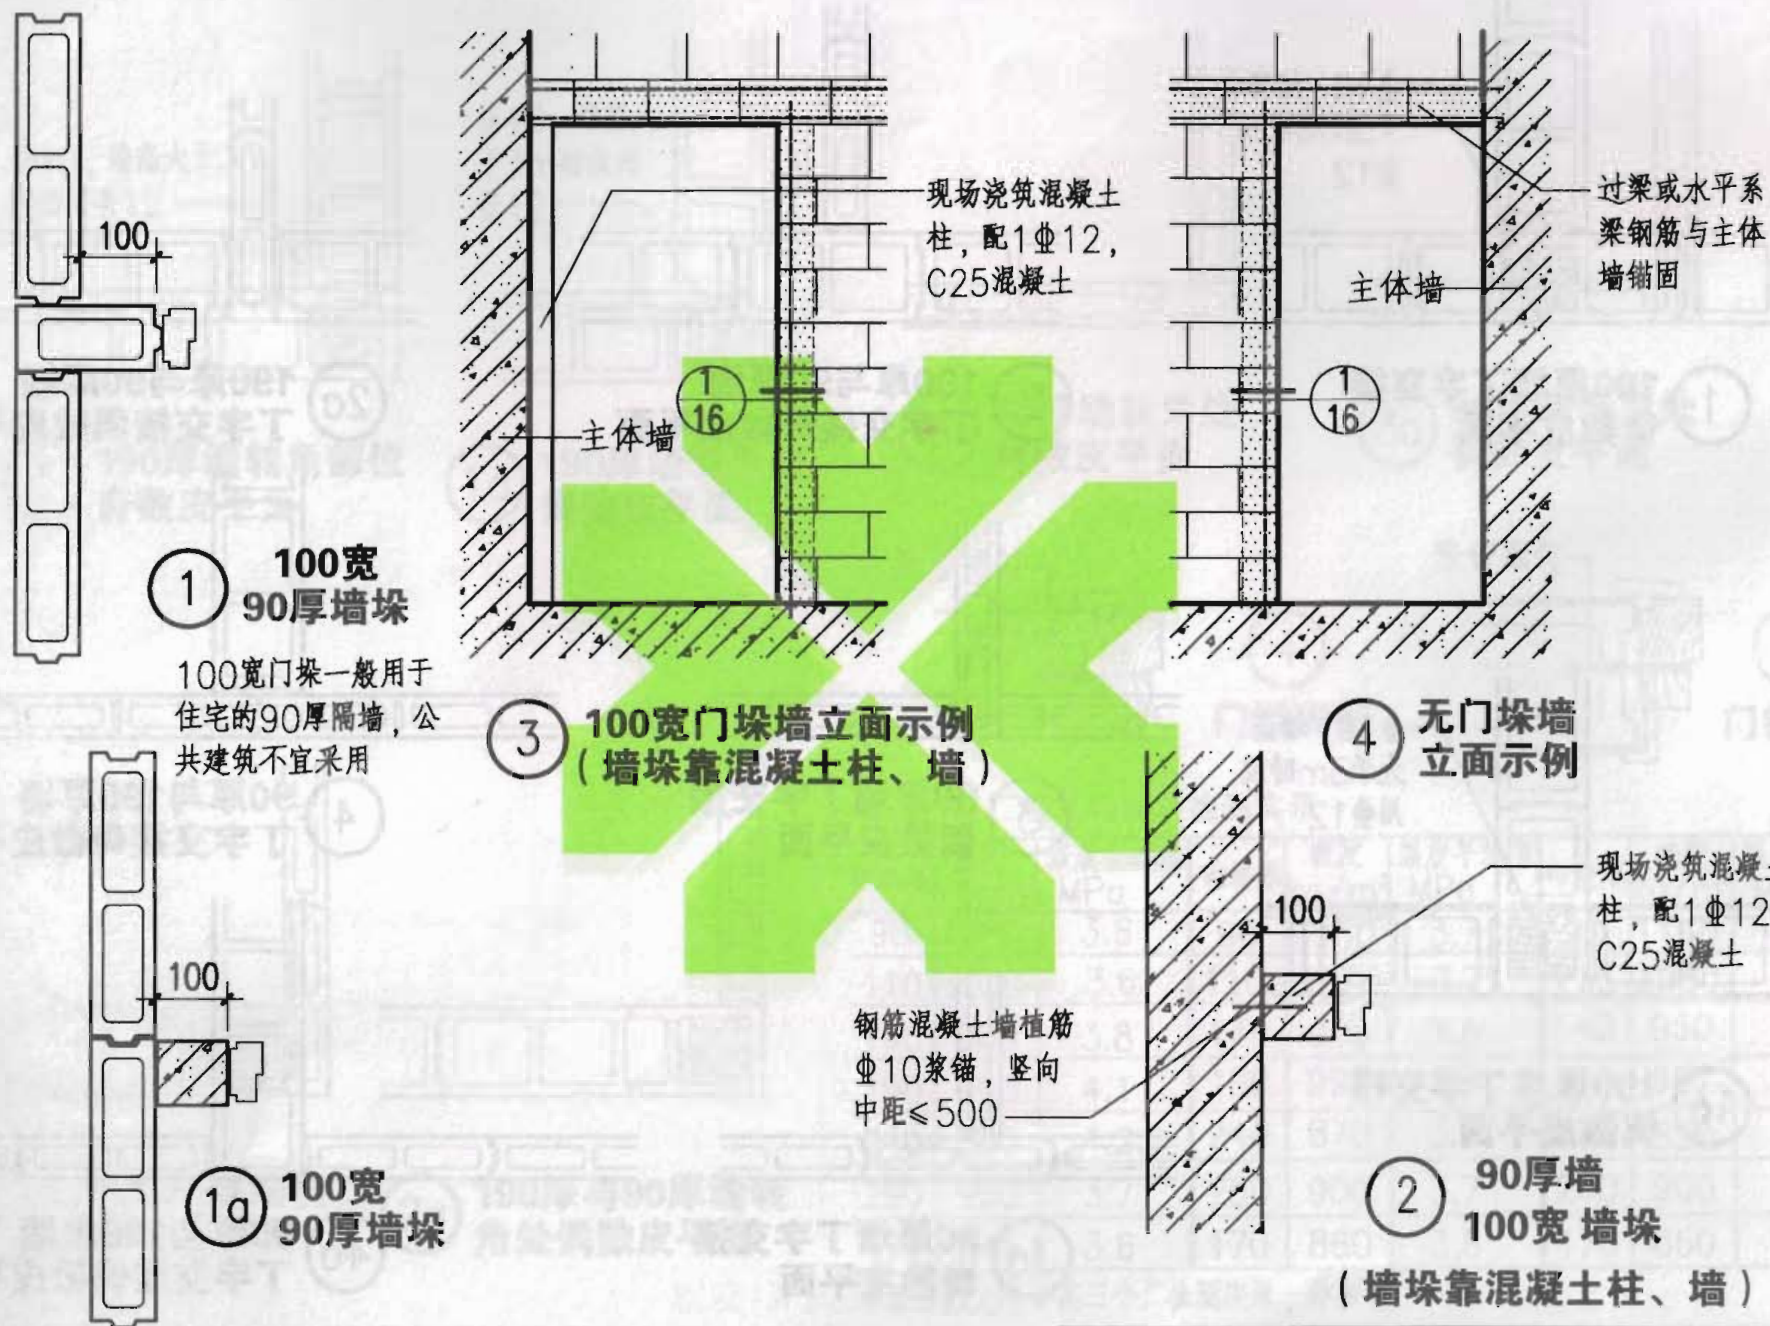 100
① 100宽
90厚墙垛
100宽门垛一般用于
住宅的90厚隔墙，公
共建筑不宜采用
现场浇筑混凝土
柱，配1⏀12，
C25混凝土
主体墙
1
16
③ 100宽门垛墙立面示例
（墙垛靠混凝土柱、墙）
过梁或水平系
梁钢筋与主体
墙锚固
主体墙
1
16
④ 无门垛墙
立面示例
100
1a 100宽
90厚墙垛
100
现场浇筑混凝土
柱，配1⏀12
C25混凝土
钢筋混凝土墙植筋
⏀10浆锚，竖向
中距≤500
② 90厚墙
100宽 墙垛
（墙垛靠混凝土柱、墙）